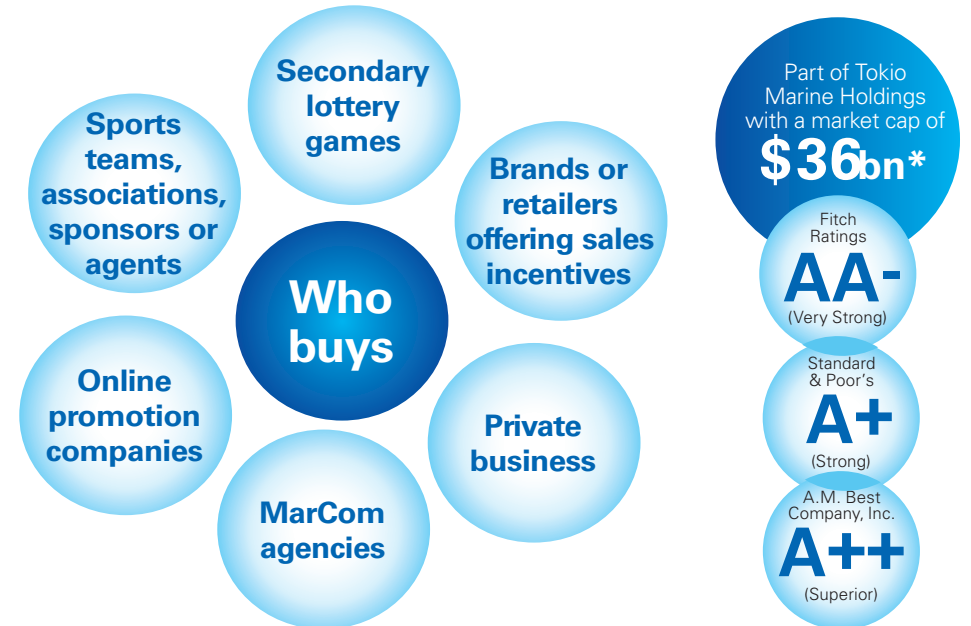 Secondary
lottery
games
Sports
teams,
associations,
sponsors or
agents
Brands or
retailers
offering sales
incentives
Who
buys
Online
promotion
companies
Private
business
MarCom
agencies
Part of Tokio
Marine Holdings
with a market cap of
$36bn*
Fitch
Ratings
AA-
(Very Strong)
Standard
& Poor's
A+
(Strong)
A.M. Best
Company, Inc.
A++
(Superior)